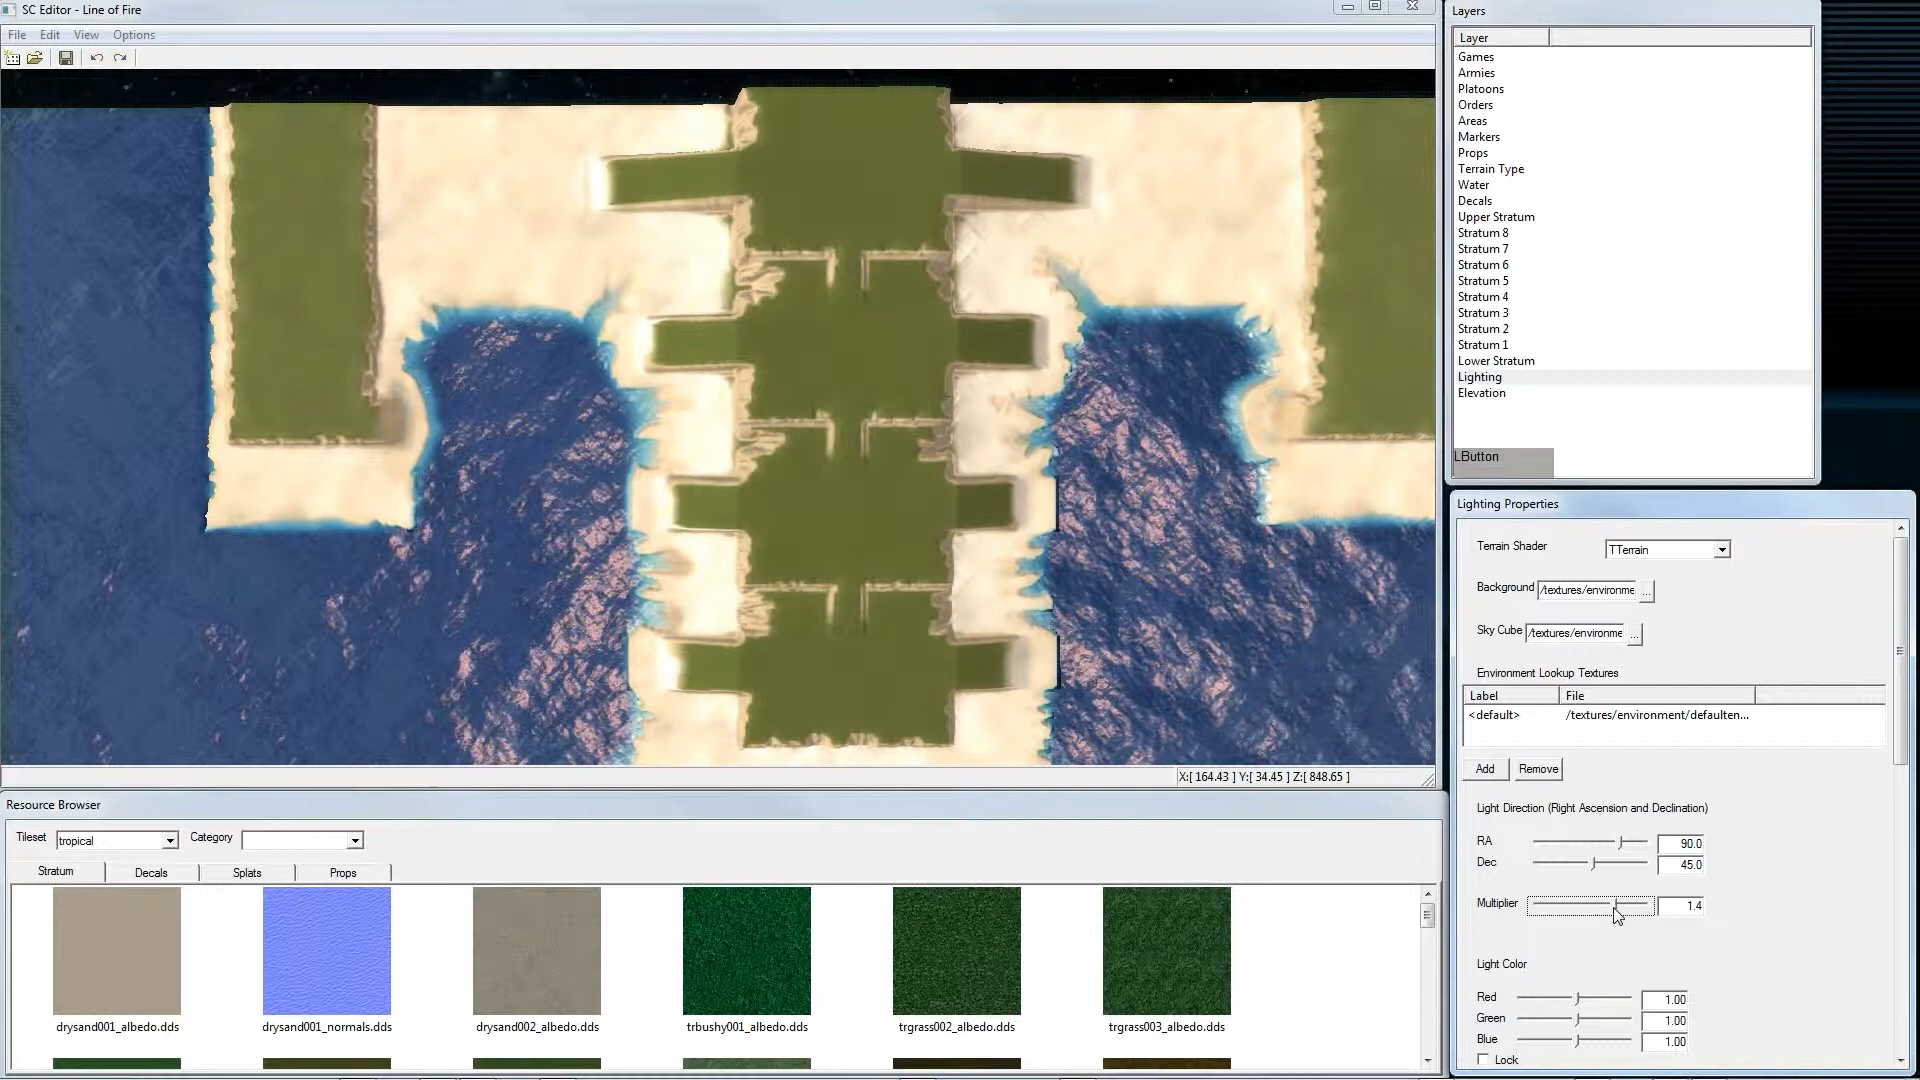 SC Editor - Line of Fire
File Edit View Options
X:[ 164.43 ] Y:[ 34.45 ] Z:[ 848.65 ]
Layers
Layer
Games
Armies
Platoons
Orders
Areas
Markers
Props
Terrain Type
Water
Decals
Upper Stratum
Stratum 8
Stratum 7
Stratum 6
Stratum 5
Stratum 4
Stratum 3
Stratum 2
Stratum 1
Lower Stratum
Lighting
Elevation
LButton
Lighting Properties
Terrain Shader TTerrain
Background /textures/environme ...
Sky Cube /textures/environme ...
Environment Lookup Textures
Label File
<default> /textures/environment/defaulten...
Add Remove
Light Direction (Right Ascension and Declination)
RA 90.0
Dec 45.0
Multiplier 1.4
Light Color
Red 1.00
Green 1.00
Blue 1.00
Lock
Resource Browser
Tileset tropical Category
Stratum Decals Splats Props
drysand001_albedo.dds drysand001_normals.dds drysand002_albedo.dds trbushy001_albedo.dds trgrass002_albedo.dds trgrass003_albedo.dds